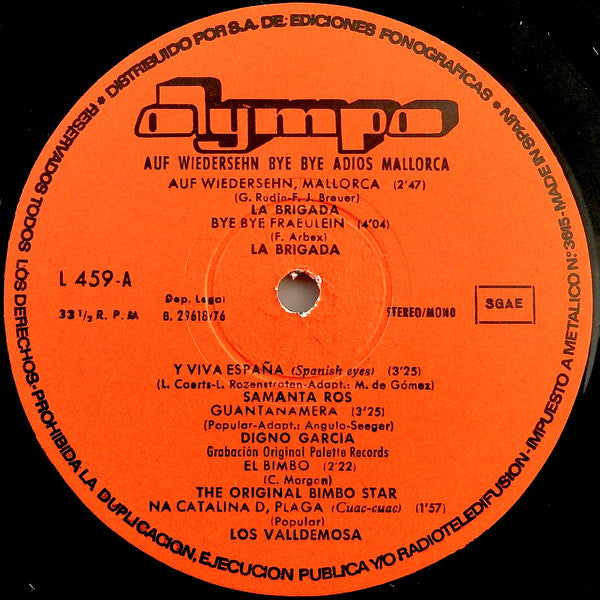 DISTRIBUIDO POR S.A. DE EDICIONES FONOGRAFICAS • MADE IN SPAIN
Olympo
AUF WIEDERSEHN BYE BYE ADIOS MALLORCA
AUF WIEDERSEHN, MALLORCA (2'47)
(G. Rudin-F. J. Breuer)
LA BRIGADA
BYE BYE FRAEULEIN (4'04)
(F. Arbex)
LA BRIGADA
L 459-A
Dep. Legal
SGAE
33 1/3 R. P. M
B. 29618/76
STEREO/MONO
Y VIVA ESPAÑA (Spanish eyes) (3'25)
(L. Caerts-L. Rozenstraten-Adapt.: M. de Gómez)
SAMANTA ROS
GUANTANAMERA (3'25)
(Popular-Adapt.: Angulo-Seeger)
DIGNO GARCIA
Grabación Original Palette Records
EL BIMBO (2'22)
(C. Morgan)
THE ORIGINAL BIMBO STAR
NA CATALINA D, PLAGA (Cuac-cuac) (1'57)
(Popular)
LOS VALLDEMOSA
RESERVADOS TODOS LOS DERECHOS-PROHIBIDA LA DUPLICACION, EJECUCION PUBLICA Y/O RADIOTELEDIFUSION-IMPUESTO A METALICO Nº 3815-